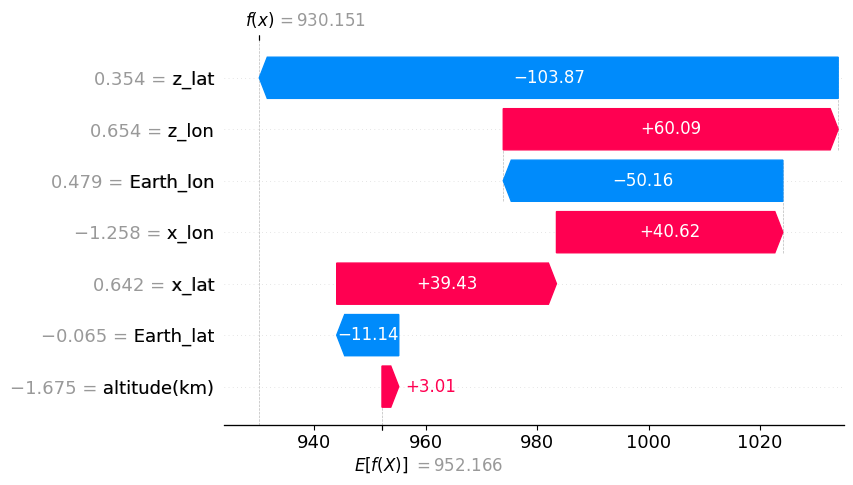 f(x) = 930.151
0.354 = z_lat −103.87
0.654 = z_lon +60.09
0.479 = Earth_lon −50.16
−1.258 = x_lon +40.62
0.642 = x_lat +39.43
−0.065 = Earth_lat −11.14
−1.675 = altitude(km) +3.01
940 960 980 1000 1020
E[f(X)] = 952.166